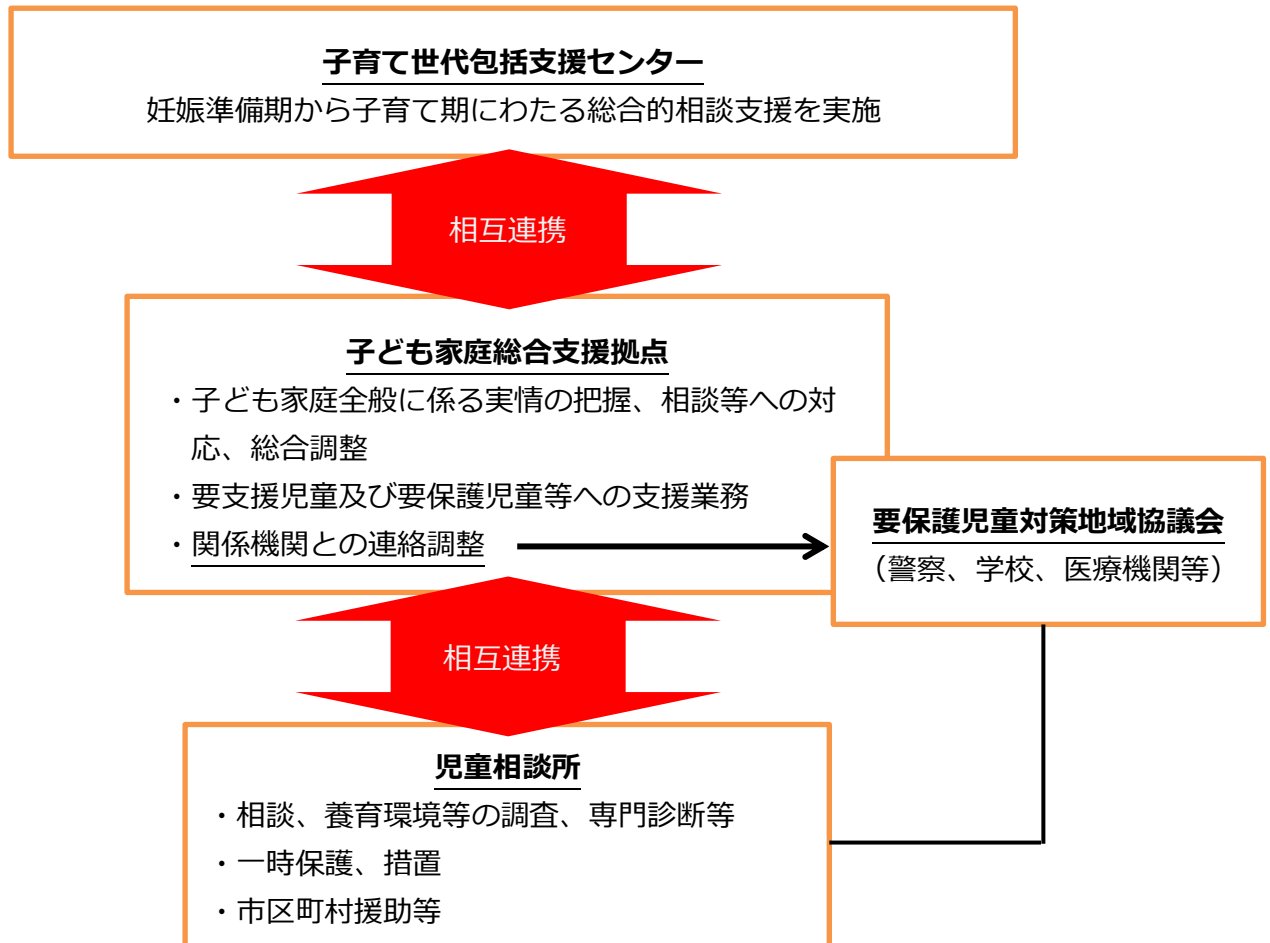 子育て世代包括支援センター
妊娠準備期から子育て期にわたる総合的相談支援を実施
相互連携
子ども家庭総合支援拠点
・子ども家庭全般に係る実情の把握、相談等への対
応、総合調整
・要支援児童及び要保護児童等への支援業務
・関係機関との連絡調整
要保護児童対策地域協議会
（警察、学校、医療機関等）
相互連携
児童相談所
・相談、養育環境等の調査、専門診断等
・一時保護、措置
・市区町村援助等